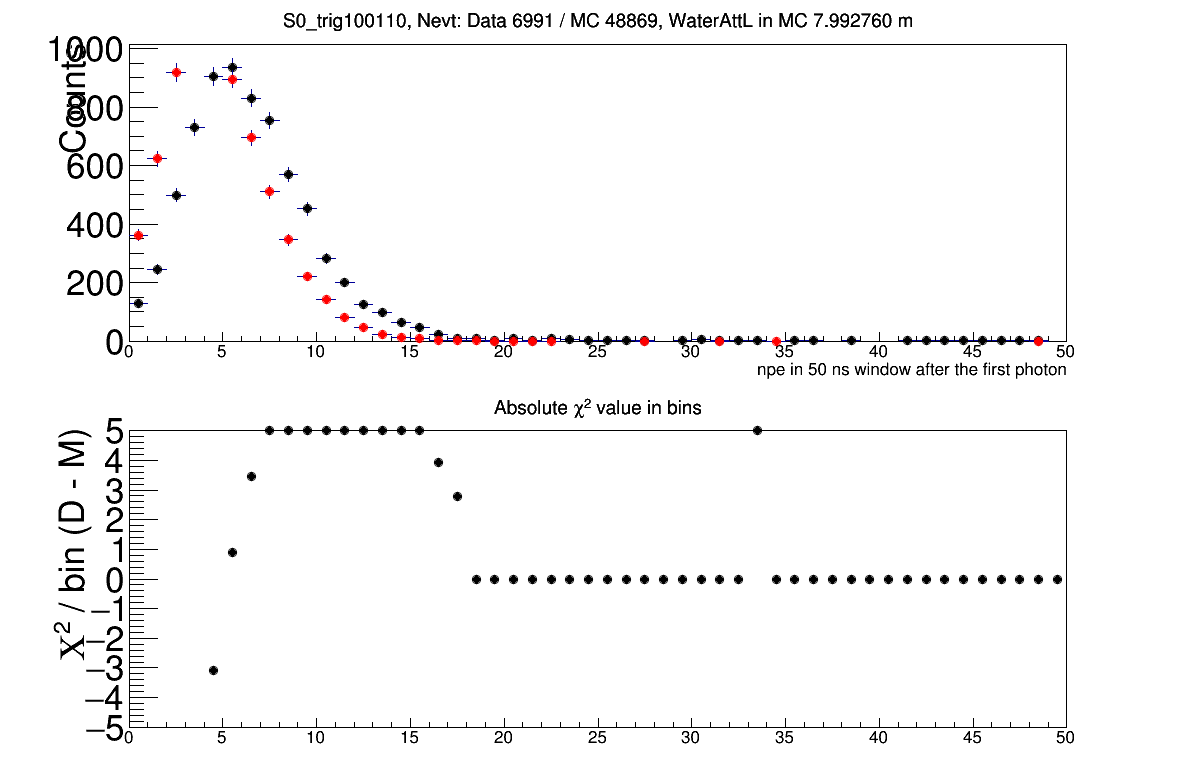 S0_trig100110, Nevt: Data 6991 / MC 48869, WaterAttL in MC 7.992760 m
Counts
1000
800
600
400
200
0
0 5 10 15 20 25 30 35 40 45 50
npe in 50 ns window after the first photon
Absolute χ² value in bins
X² / bin (D - M)
5
4
3
2
1
0
−1
−2
−3
−4
−5
0 5 10 15 20 25 30 35 40 45 50